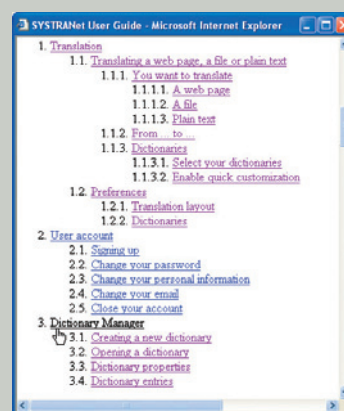 SYSTRANet User Guide - Microsoft Internet Explorer
1. Translation
1.1. Translating a web page, a file or plain text
1.1.1. You want to translate
1.1.1.1. A web page
1.1.1.2. A file
1.1.1.3. Plain text
1.1.2. From ... to ...
1.1.3. Dictionaries
1.1.3.1. Select your dictionaries
1.1.3.2. Enable quick customization
1.2. Preferences
1.2.1. Translation layout
1.2.2. Dictionaries
2. User account
2.1. Signing up
2.2. Change your password
2.3. Change your personal information
2.4. Change your email
2.5. Close your account
3. Dictionary Manager
3.1. Creating a new dictionary
3.2. Opening a dictionary
3.3. Dictionary properties
3.4. Dictionary entries